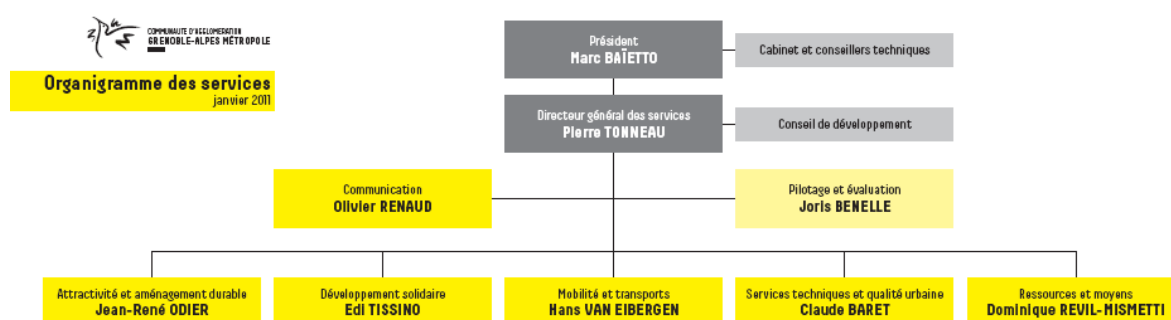 COMMUNAUTE D'AGGLOMERATION
GRENOBLE-ALPES MÉTROPOLE
Organigramme des services
janvier 2011
Président
Marc BAÏETTO
Cabinet et conseillers techniques
Directeur général des services
Pierre TONNEAU
Conseil de développement
Communication
Olivier RENAUD
Pilotage et évaluation
Joris BENELLE
Attractivité et aménagement durable
Jean-René ODIER
Développement solidaire
Edi TISSINO
Mobilité et transports
Hans VAN EIBERGEN
Services techniques et qualité urbaine
Claude BARET
Ressources et moyens
Dominique REVIL-MISMETTI